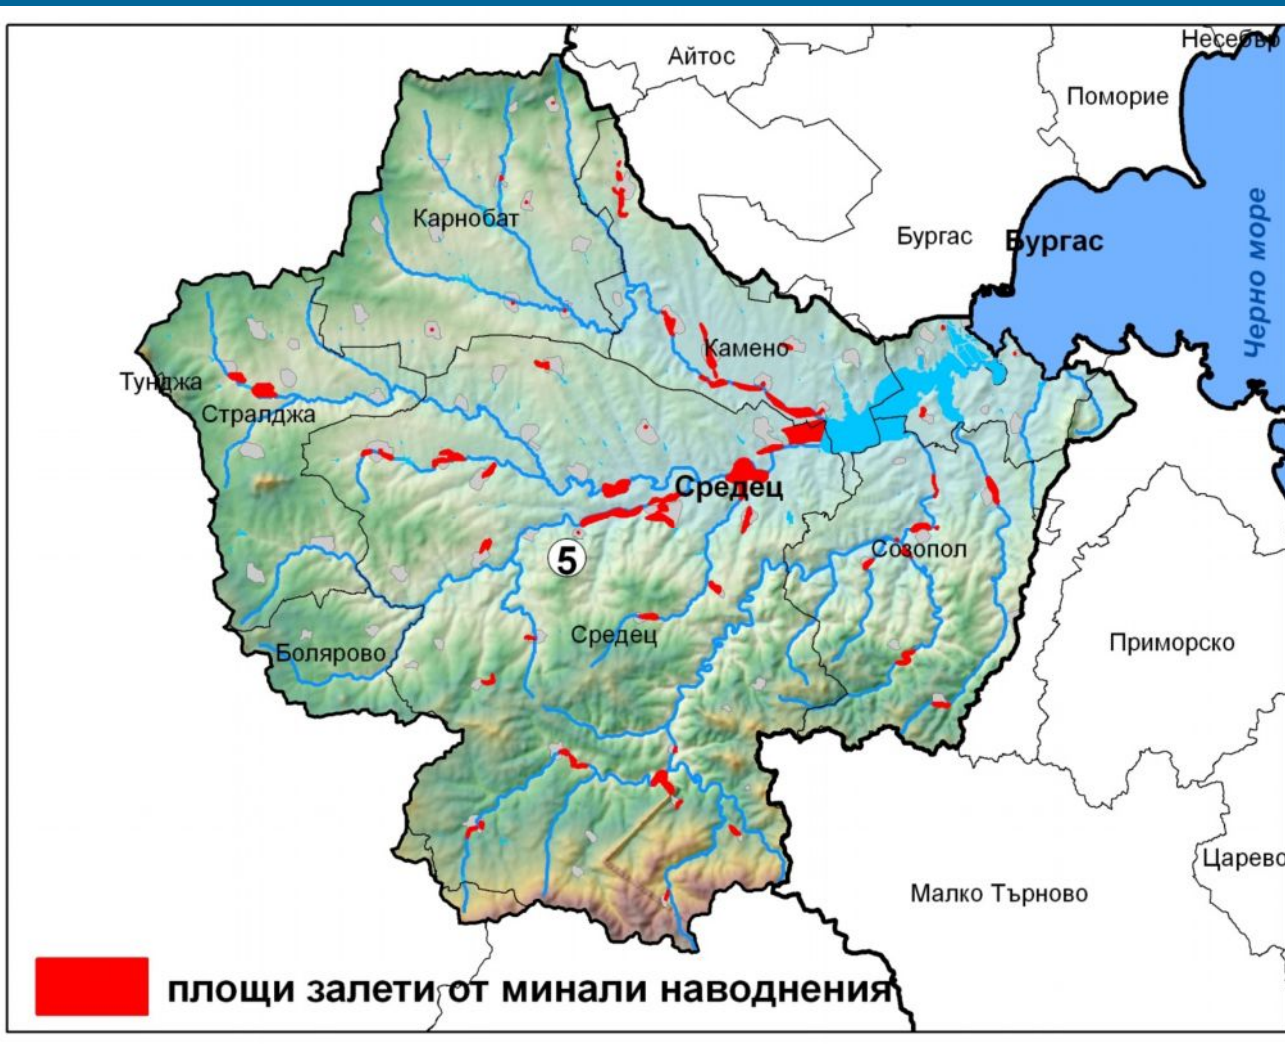 Несебър
Айтос
Поморие
Карнобат
Бургас
Бургас
Черно море
Камено
Тунджа
Стралджа
Средец
5
Созопол
Средец
Болярово
Приморско
Царево
Малко Търново
площи залети от минали наводнения